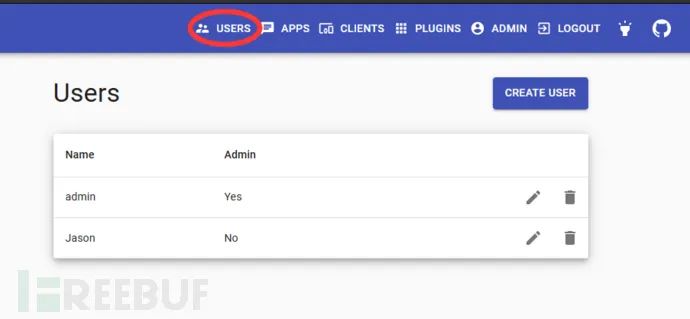 USERS APPS CLIENTS PLUGINS ADMIN LOGOUT
Users
CREATE USER
Name Admin
admin Yes
Jason No
FREEBUF